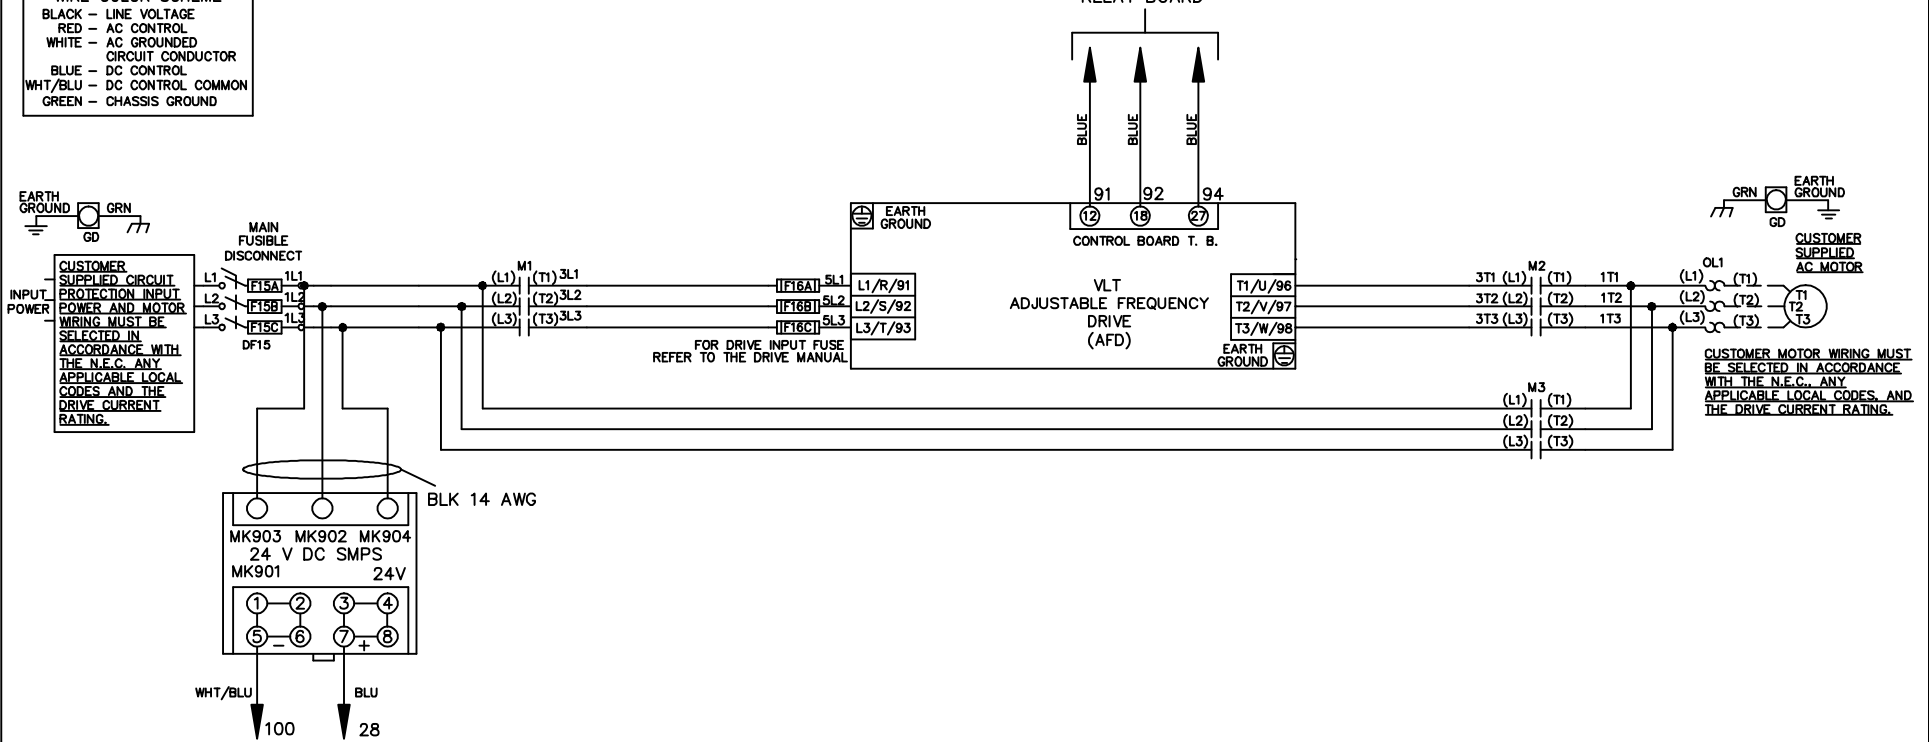 WIRE COLOR SCHEME
BLACK – LINE VOLTAGE
RED – AC CONTROL
WHITE – AC GROUNDED
CIRCUIT CONDUCTOR
BLUE – DC CONTROL
WHT/BLU – DC CONTROL COMMON
GREEN – CHASSIS GROUND
RELAY BOARD
BLUE
BLUE
BLUE
91
92
94
12
18
27
CONTROL BOARD T. B.
EARTH
GROUND
GRN
GD
INPUT
POWER
CUSTOMER
SUPPLIED CIRCUIT
PROTECTION INPUT
POWER AND MOTOR
WIRING MUST BE
SELECTED IN
ACCORDANCE WITH
THE N.E.C. ANY
APPLICABLE LOCAL
CODES AND THE
DRIVE CURRENT
RATING.
MAIN
FUSIBLE
DISCONNECT
L1 F15A 1L1
L2 F15B 1L2
L3 F15C 1L3
DF15
M1
(L1) (T1) 3L1
(L2) (T2) 3L2
(L3) (T3) 3L3
F16A 5L1
F16B 5L2
F16C 5L3
FOR DRIVE INPUT FUSE
REFER TO THE DRIVE MANUAL
EARTH
GROUND
L1/R/91
L2/S/92
L3/T/93
VLT
ADJUSTABLE FREQUENCY
DRIVE
(AFD)
T1/U/96
T2/V/97
T3/W/98
EARTH
GROUND
M2
3T1 (L1) (T1) 1T1
3T2 (L2) (T2) 1T2
3T3 (L3) (T3) 1T3
OL1
(L1) (T1)
(L2) (T2)
(L3) (T3)
T1
T2
T3
GRN
EARTH
GROUND
GD
CUSTOMER
SUPPLIED
AC MOTOR
CUSTOMER MOTOR WIRING MUST
BE SELECTED IN ACCORDANCE
WITH THE N.E.C., ANY
APPLICABLE LOCAL CODES, AND
THE DRIVE CURRENT RATING.
M3
(L1) (T1)
(L2) (T2)
(L3) (T3)
BLK 14 AWG
MK903 MK902 MK904
24 V DC SMPS
MK901
24V
1 2 3 4
5 – 6 7 + 8
WHT/BLU
BLU
100
28